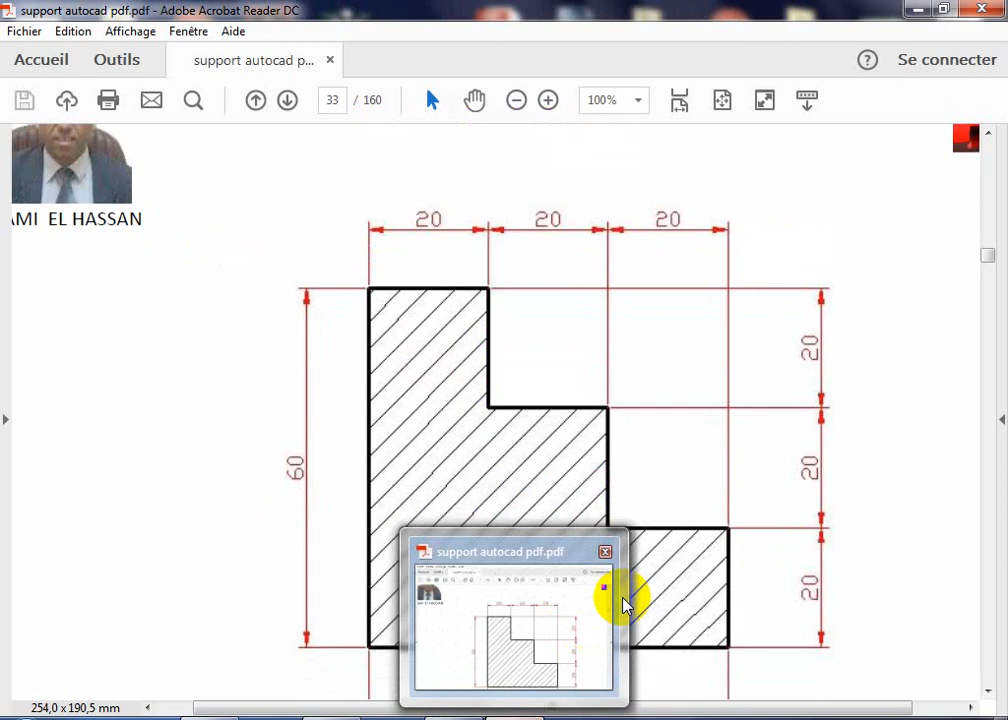 support autocad pdf.pdf - Adobe Acrobat Reader DC
Fichier Edition Affichage Fenêtre Aide
Accueil Outils support autocad p... Se connecter
33 / 160 100%
AMI EL HASSAN
20 20 20
20
60 20
20
support autocad pdf.pdf
254,0 x 190,5 mm